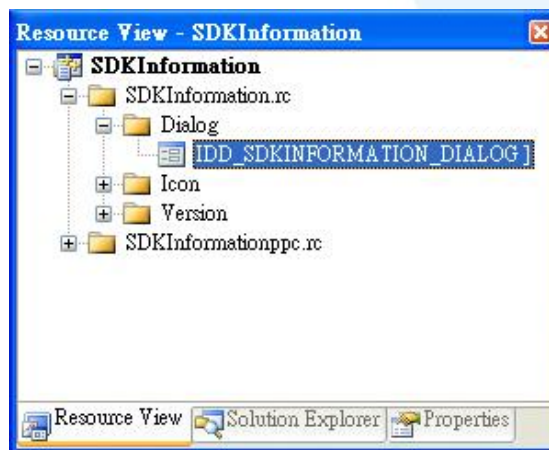 Resource View - SDKInformation
SDKInformation
SDKInformation.rc
Dialog
IDD_SDKINFORMATION_DIALOG ]
Icon
Version
SDKInformationppc.rc
Resource View Solution Explorer Properties